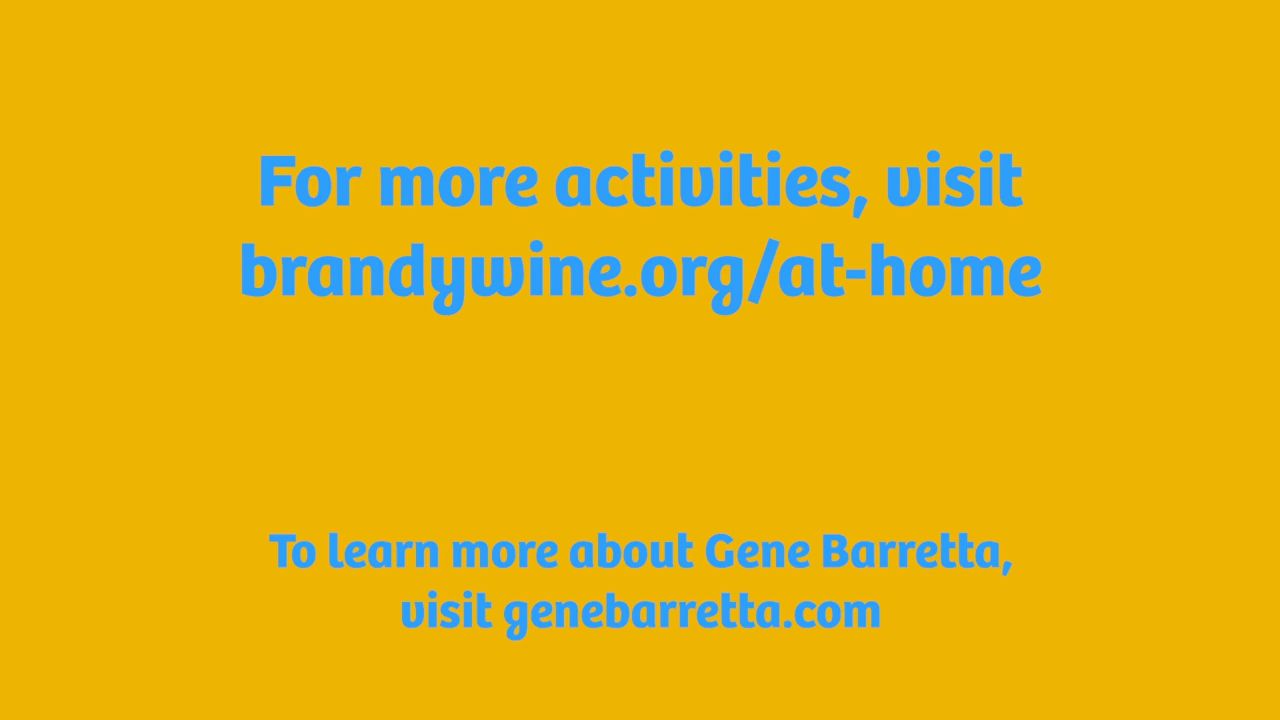 For more activities, visit
brandywine.org/at-home
To learn more about Gene Barretta,
visit genebarretta.com